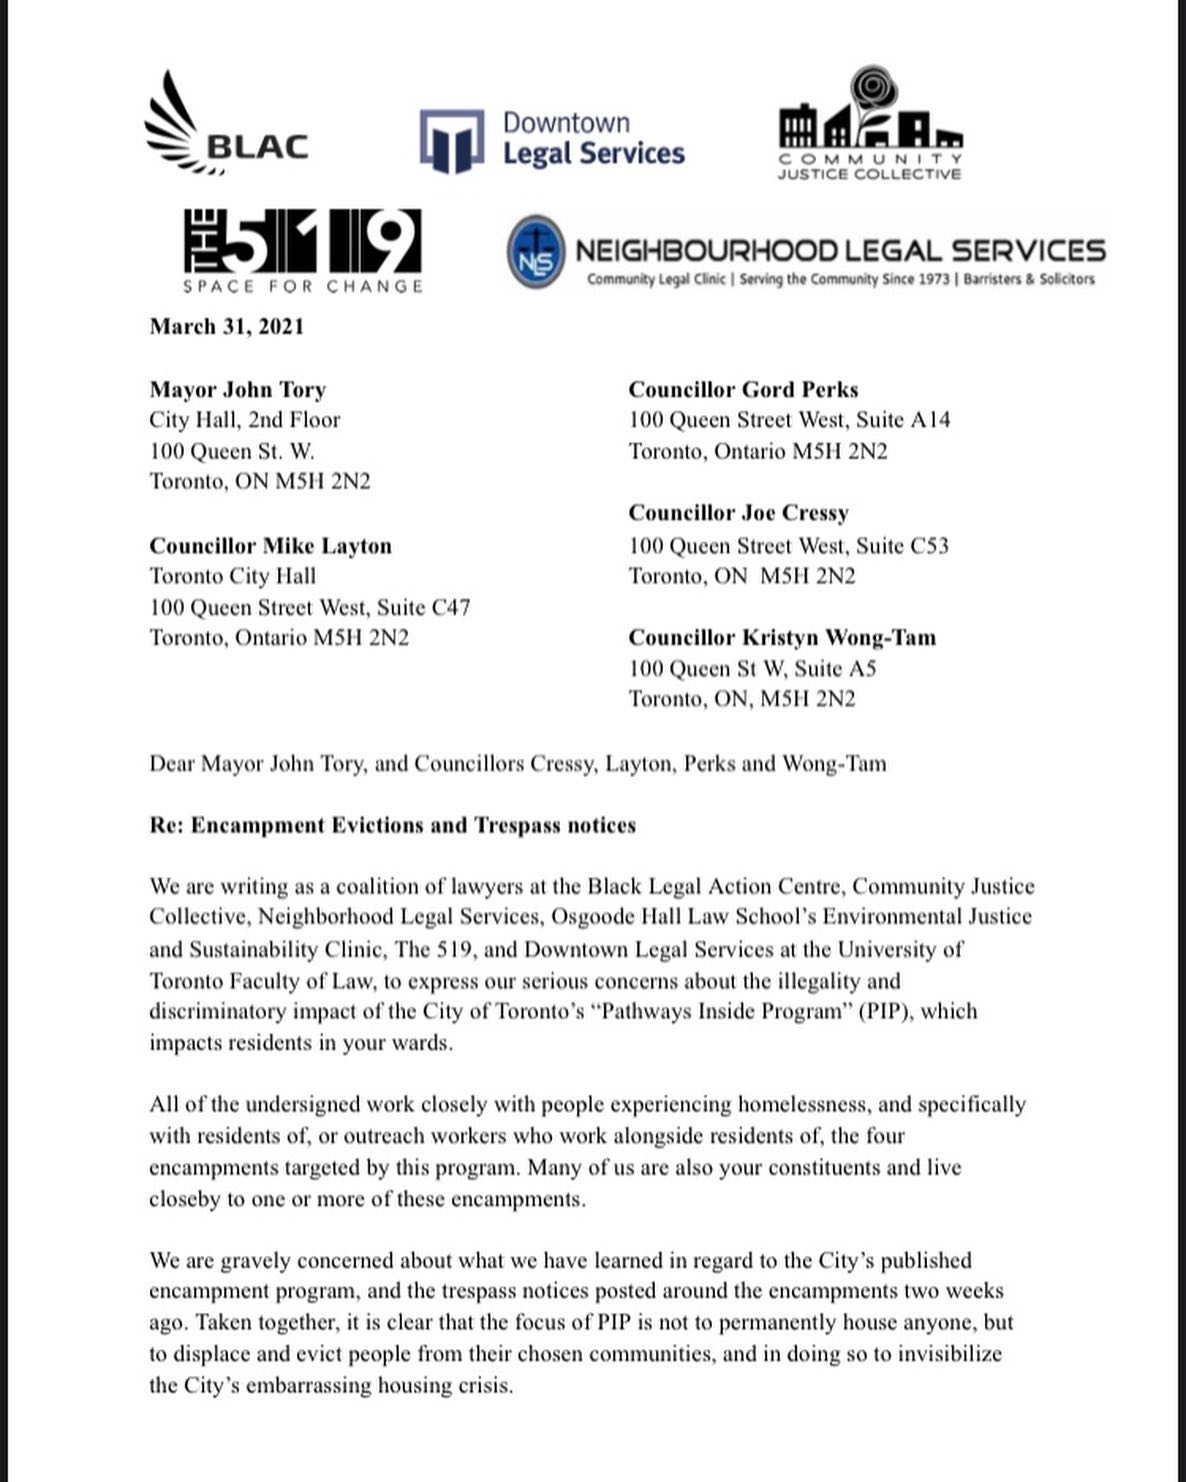 BLAC
Downtown
Legal Services
COMMUNITY
JUSTICE COLLECTIVE
THE 519
SPACE FOR CHANGE
NLS
NEIGHBOURHOOD LEGAL SERVICES
Community Legal Clinic | Serving the Community Since 1973 | Barristers & Solicitors
March 31, 2021
Mayor John Tory
City Hall, 2nd Floor
100 Queen St. W.
Toronto, ON M5H 2N2
Councillor Mike Layton
Toronto City Hall
100 Queen Street West, Suite C47
Toronto, Ontario M5H 2N2
Councillor Gord Perks
100 Queen Street West, Suite A14
Toronto, Ontario M5H 2N2
Councillor Joe Cressy
100 Queen Street West, Suite C53
Toronto, ON  M5H 2N2
Councillor Kristyn Wong-Tam
100 Queen St W, Suite A5
Toronto, ON, M5H 2N2
Dear Mayor John Tory, and Councillors Cressy, Layton, Perks and Wong-Tam
Re: Encampment Evictions and Trespass notices
We are writing as a coalition of lawyers at the Black Legal Action Centre, Community Justice
Collective, Neighborhood Legal Services, Osgoode Hall Law School’s Environmental Justice
and Sustainability Clinic, The 519, and Downtown Legal Services at the University of
Toronto Faculty of Law, to express our serious concerns about the illegality and
discriminatory impact of the City of Toronto’s “Pathways Inside Program” (PIP), which
impacts residents in your wards.
All of the undersigned work closely with people experiencing homelessness, and specifically
with residents of, or outreach workers who work alongside residents of, the four
encampments targeted by this program. Many of us are also your constituents and live
closeby to one or more of these encampments.
We are gravely concerned about what we have learned in regard to the City’s published
encampment program, and the trespass notices posted around the encampments two weeks
ago. Taken together, it is clear that the focus of PIP is not to permanently house anyone, but
to displace and evict people from their chosen communities, and in doing so to invisibilize
the City’s embarrassing housing crisis.